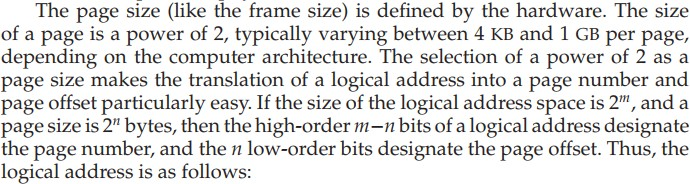 The page size (like the frame size) is defined by the hardware. The size
of a page is a power of 2, typically varying between 4 KB and 1 GB per page,
depending on the computer architecture. The selection of a power of 2 as a
page size makes the translation of a logical address into a page number and
page offset particularly easy. If the size of the logical address space is 2ᵐ, and a
page size is 2ⁿ bytes, then the high-order m−n bits of a logical address designate
the page number, and the n low-order bits designate the page offset. Thus, the
logical address is as follows: